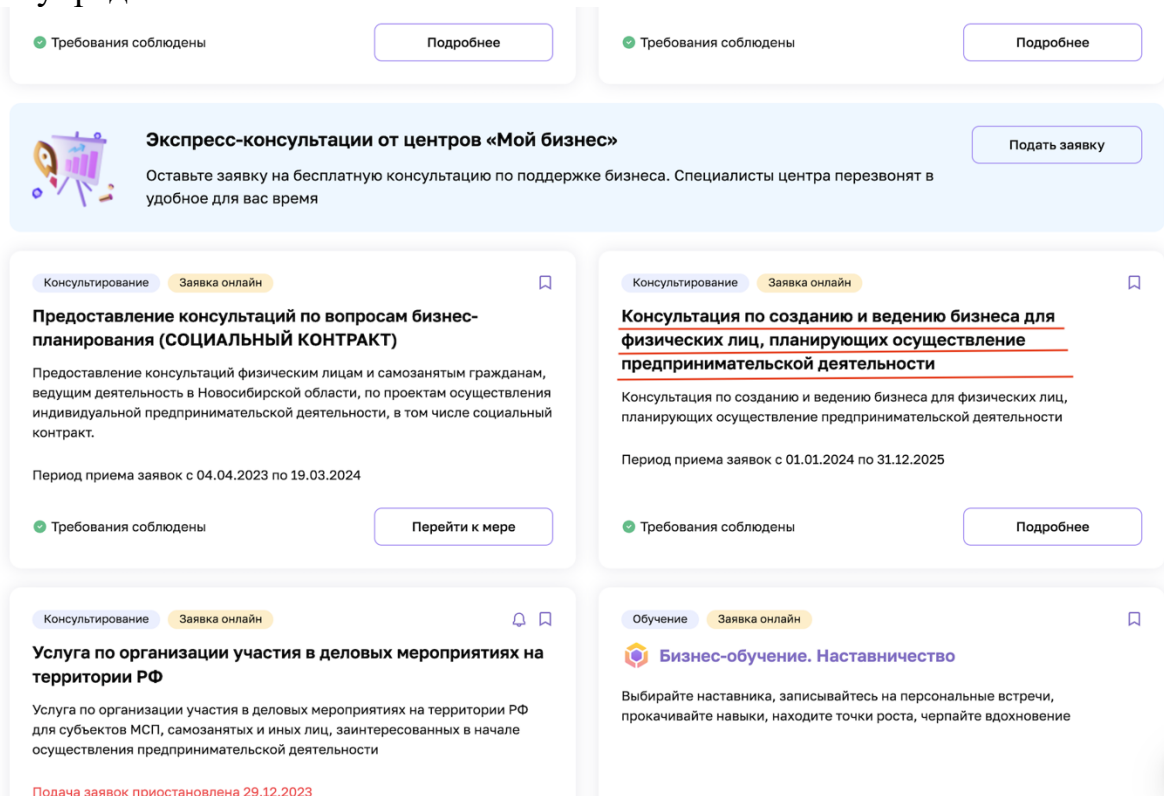 Требования соблюдены
Подробнее
Требования соблюдены
Подробнее
Экспресс-консультации от центров «Мой бизнес»
Оставьте заявку на бесплатную консультацию по поддержке бизнеса. Специалисты центра перезвонят в
удобное для вас время
Подать заявку
Консультирование
Заявка онлайн
Предоставление консультаций по вопросам бизнес-
планирования (СОЦИАЛЬНЫЙ КОНТРАКТ)
Предоставление консультаций физическим лицам и самозанятым гражданам,
ведущим деятельность в Новосибирской области, по проектам осуществления
индивидуальной предпринимательской деятельности, в том числе социальный
контракт.
Период приема заявок с 04.04.2023 по 19.03.2024
Требования соблюдены
Перейти к мере
Консультирование
Заявка онлайн
Консультация по созданию и ведению бизнеса для
физических лиц, планирующих осуществление
предпринимательской деятельности
Консультация по созданию и ведению бизнеса для физических лиц,
планирующих осуществление предпринимательской деятельности
Период приема заявок с 01.01.2024 по 31.12.2025
Требования соблюдены
Подробнее
Консультирование
Заявка онлайн
Услуга по организации участия в деловых мероприятиях на
территории РФ
Услуга по организации участия в деловых мероприятиях на территории РФ
для субъектов МСП, самозанятых и иных лиц, заинтересованных в начале
осуществления предпринимательской деятельности
Подача заявок приостановлена 29.12.2023
Обучение
Заявка онлайн
Бизнес-обучение. Наставничество
Выбирайте наставника, записывайтесь на персональные встречи,
прокачивайте навыки, находите точки роста, черпайте вдохновение